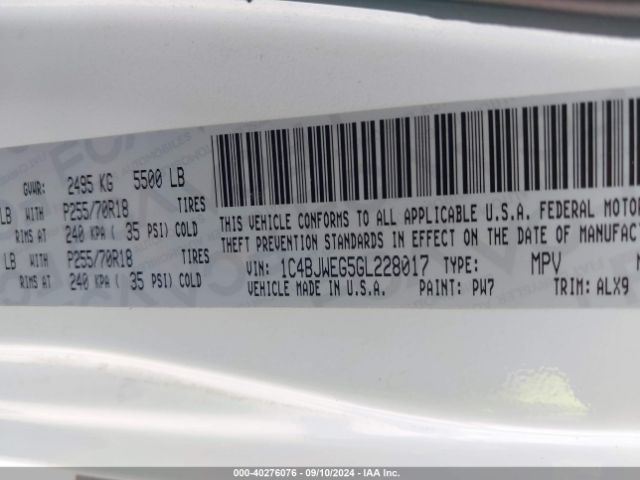 GVWR: 2495 KG 5500 LB
LB WITH P255/70R18 TIRES
RIMS AT 240 KPA ( 35 PSI) COLD
LB WITH P255/70R18 TIRES
RIMS AT 240 KPA ( 35 PSI) COLD
THIS VEHICLE CONFORMS TO ALL APPLICABLE U.S.A. FEDERAL MOTOR
THEFT PREVENTION STANDARDS IN EFFECT ON THE DATE OF MANUFAC
VIN: 1C4BJWEG5GL228017 TYPE: MPV
VEHICLE MADE IN U.S.A. PAINT: PW7 TRIM: ALX9
000-40276076 - 09/10/2024 - IAA Inc.